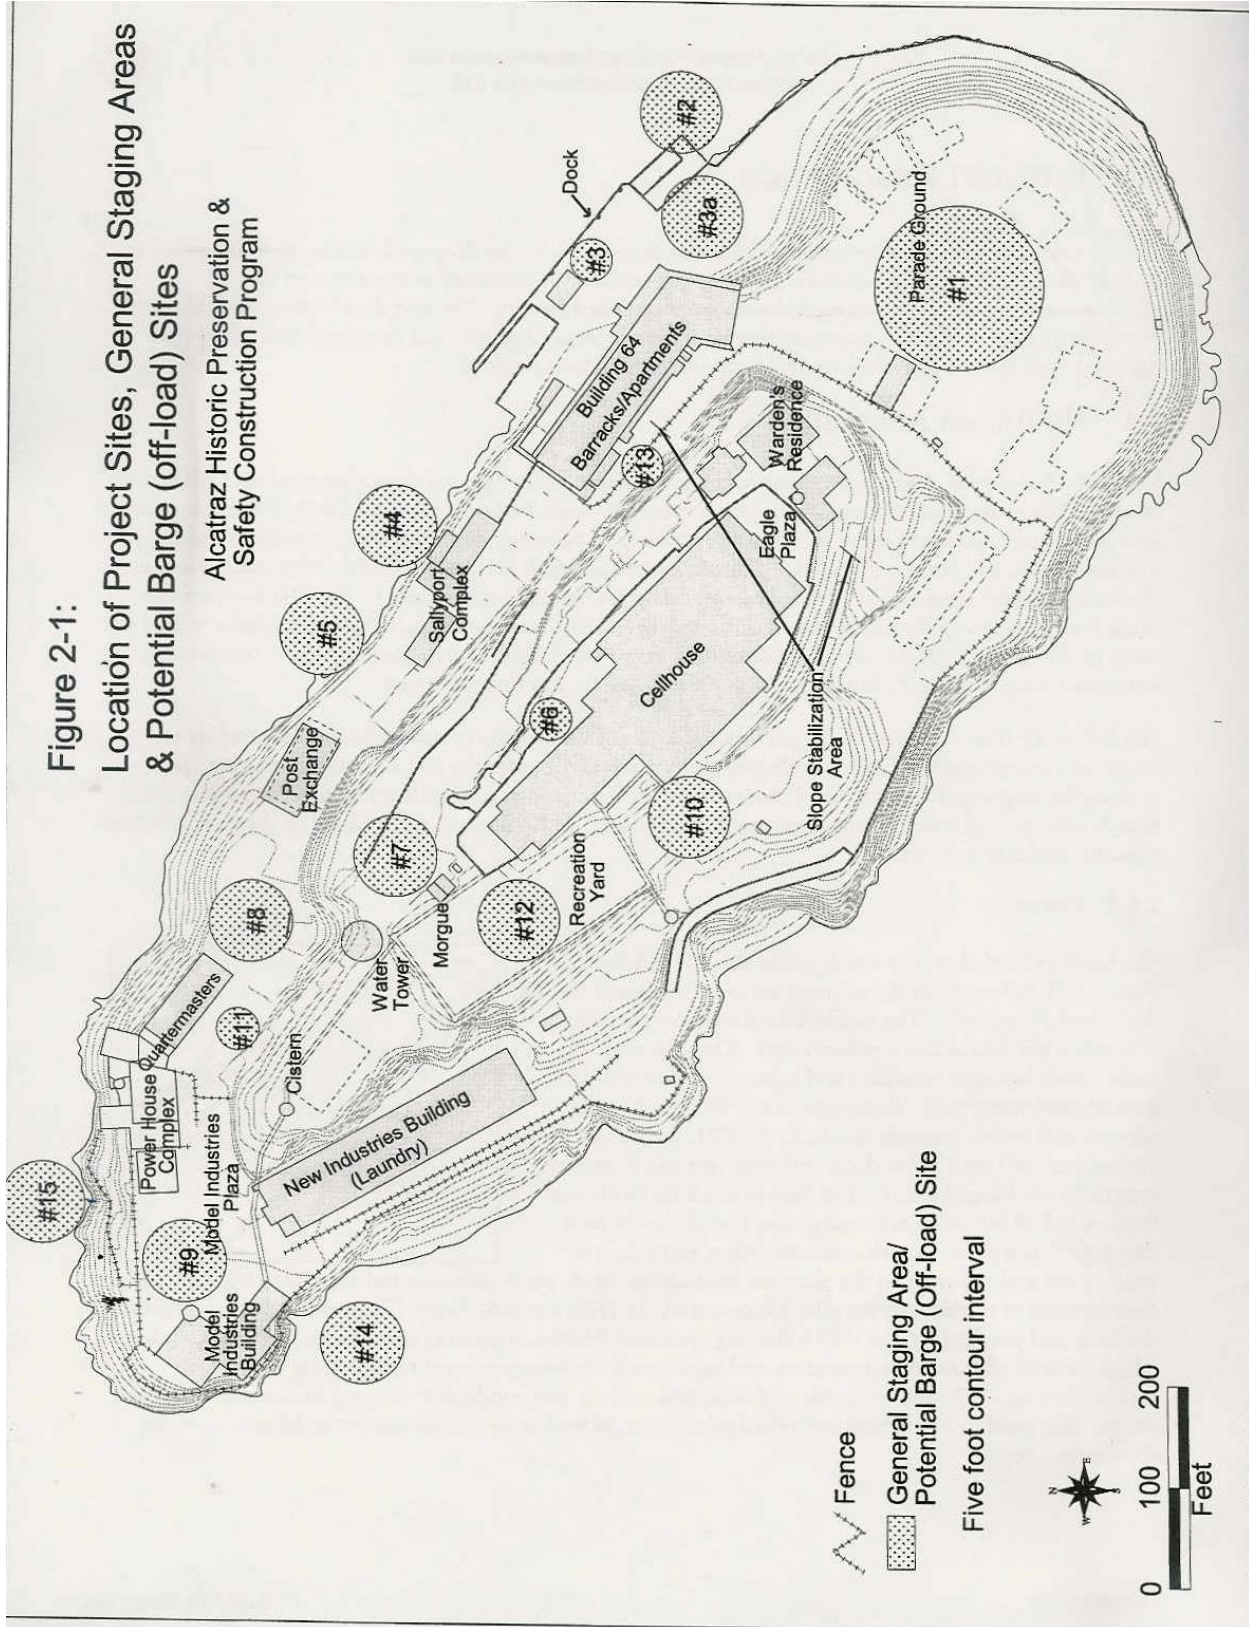 Figure 2-1:
Location of Project Sites, General Staging Areas
& Potential Barge (off-load) Sites
Alcatraz Historic Preservation &
Safety Construction Program
#15
#9
Model
Industries
Building
#14
Model Industries
Plaza
Power House
Complex
Quartermasters
#11
Cistern
New Industries Building
(Laundry)
#8
Water
Tower
Morgue
#7
#12
Recreation
Yard
Post
Exchange
#5
#4
Sallyport
Complex
#6
Cellhouse
#10
Slope Stabilization
Area
Eagle
Plaza
Warden's
Residence
#13
Building 64
Barracks/Apartments
#3
Dock
#2
#3a
Parade Ground
#1
Fence
General Staging Area/
Potential Barge (Off-load) Site
Five foot contour interval
N
E
S
W
0 100 200
Feet